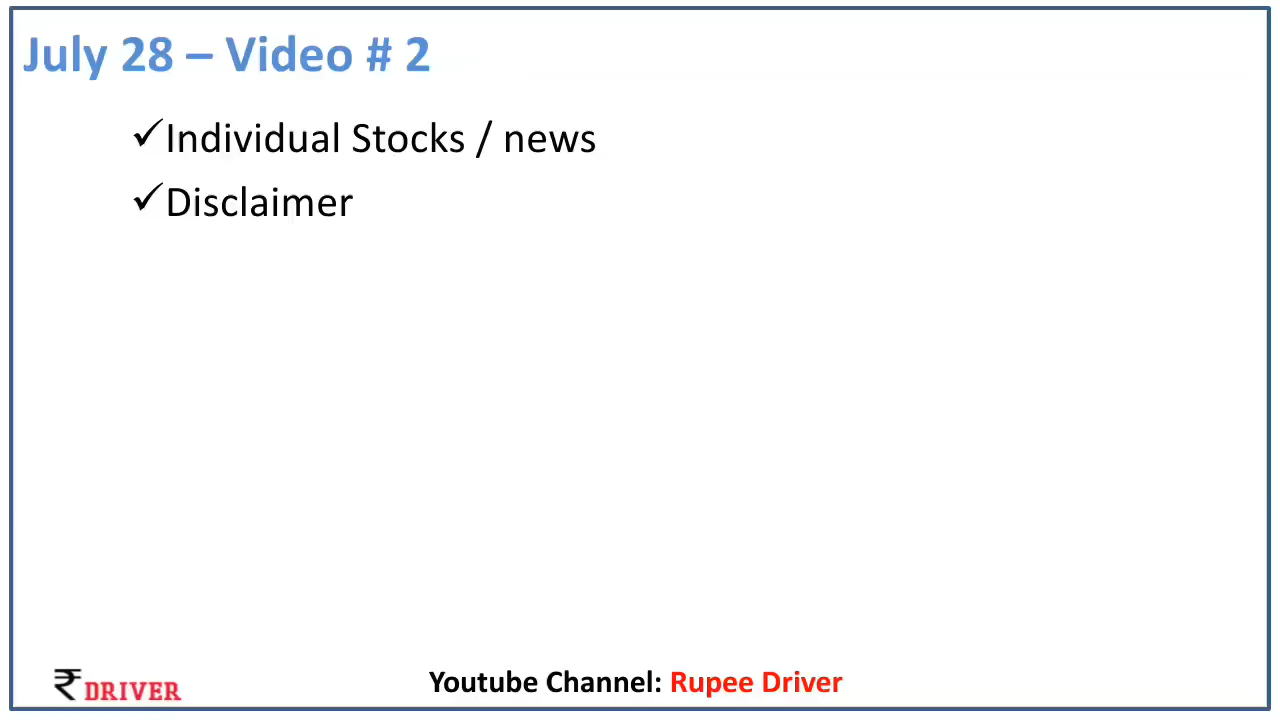 July 28 – Video # 2
✓Individual Stocks / news
✓Disclaimer
₹ DRIVER
Youtube Channel: Rupee Driver